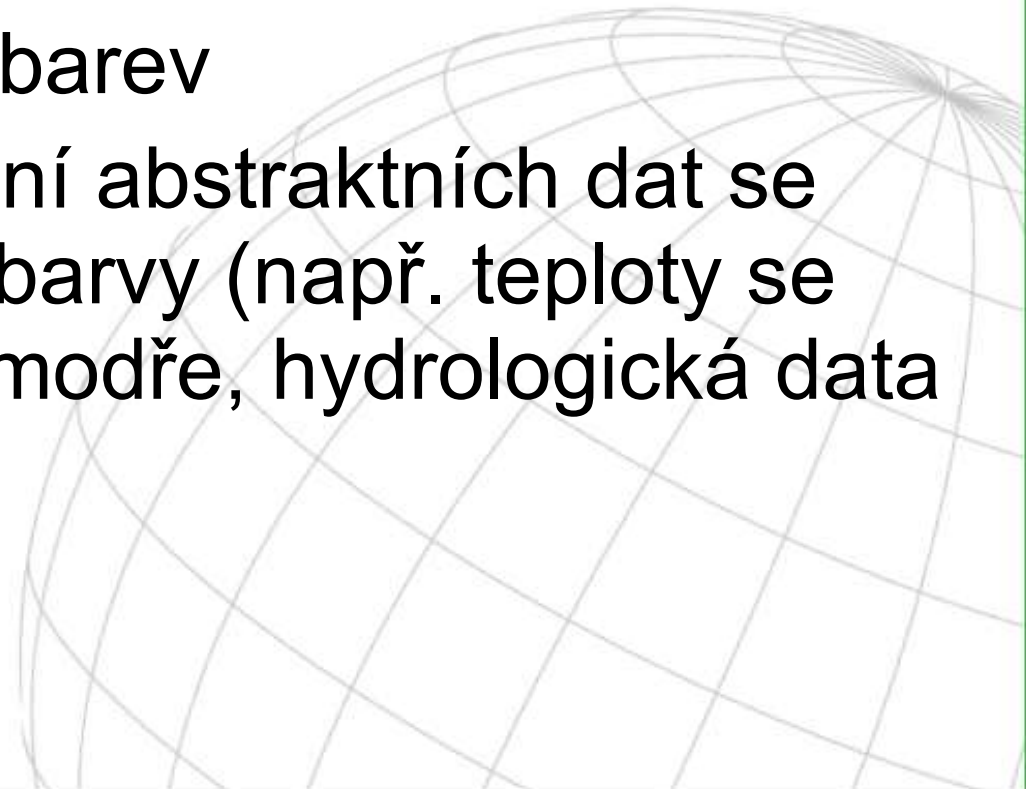 barev
ní abstraktních dat se
barvy (např. teploty se
modře, hydrologická data